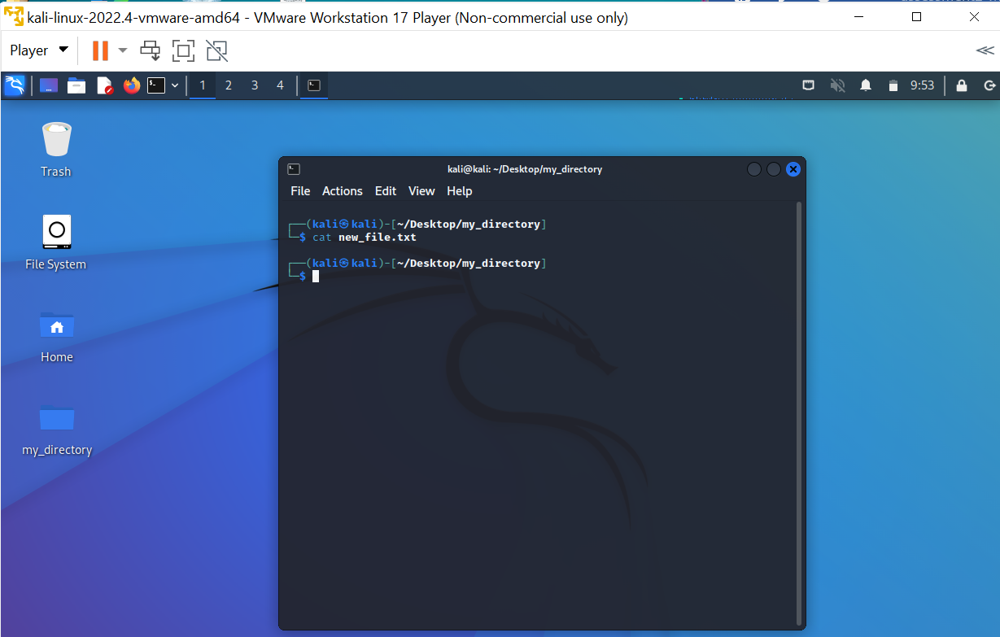 kali-linux-2022.4-vmware-amd64 - VMware Workstation 17 Player (Non-commercial use only)
Player
1 2 3 4
9:53
Trash
File System
Home
my_directory
kali@kali: ~/Desktop/my_directory
File Actions Edit View Help
┌──(kali㉿kali)-[~/Desktop/my_directory]
└─$ cat new_file.txt
┌──(kali㉿kali)-[~/Desktop/my_directory]
└─$